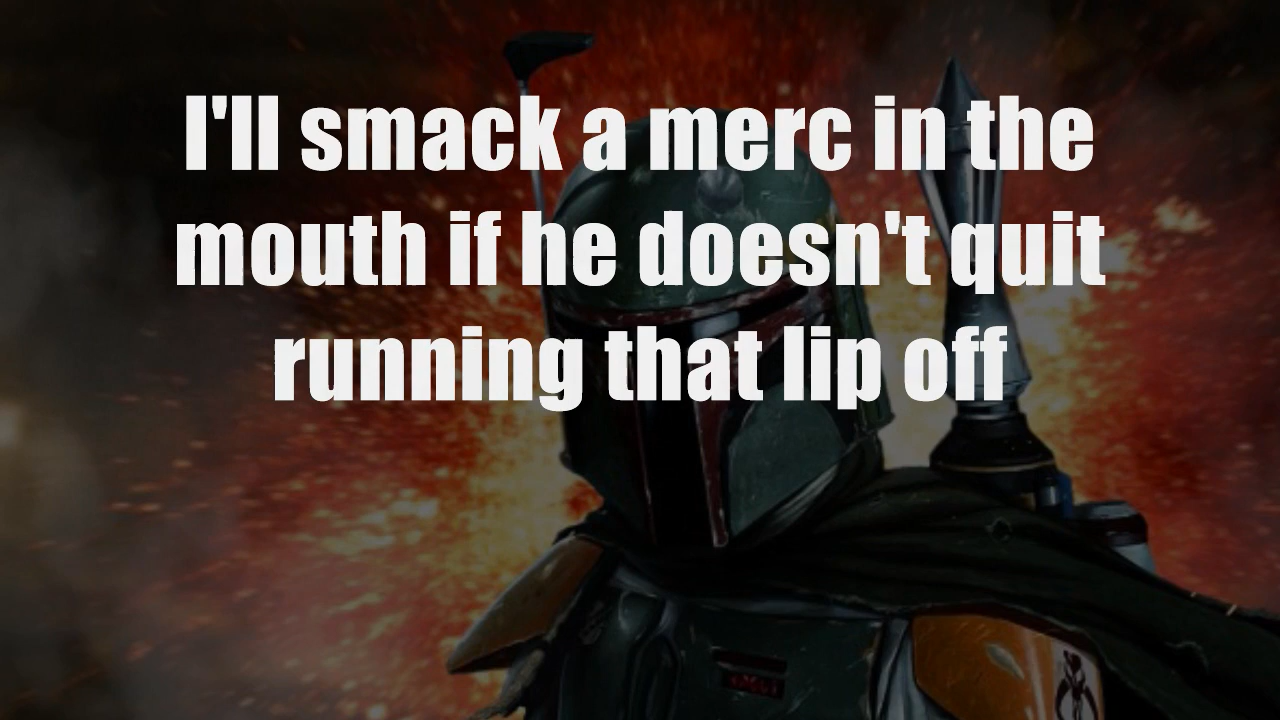 I'll smack a merc in the
mouth if he doesn't quit
running that lip off